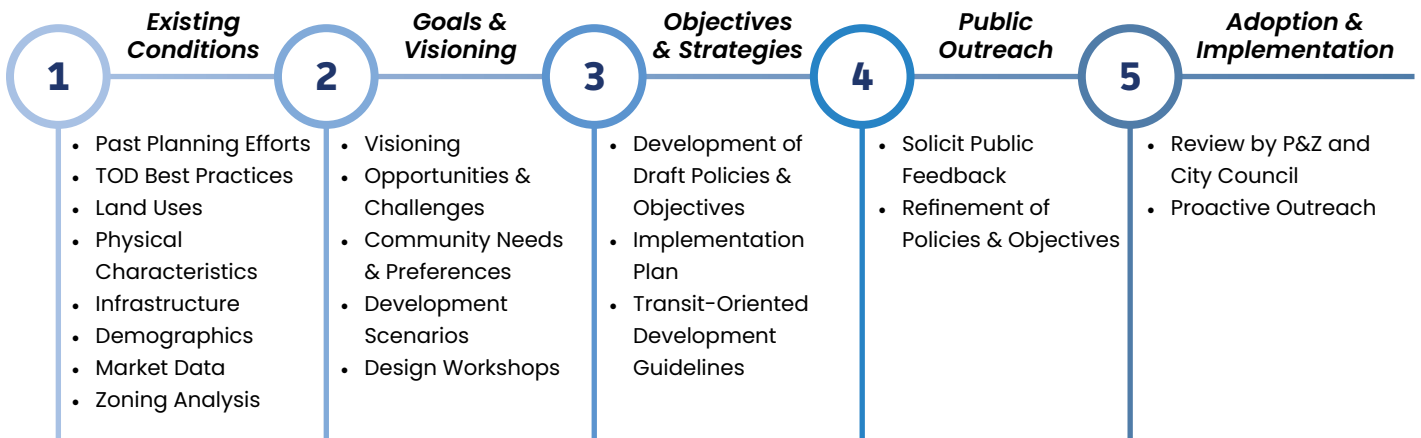 1
Existing
Conditions
• Past Planning Efforts
• TOD Best Practices
• Land Uses
• Physical
Characteristics
• Infrastructure
• Demographics
• Market Data
• Zoning Analysis
2
Goals &
Visioning
• Visioning
• Opportunities &
Challenges
• Community Needs
& Preferences
• Development
Scenarios
• Design Workshops
3
Objectives
& Strategies
• Development of
Draft Policies &
Objectives
• Implementation
Plan
• Transit-Oriented
Development
Guidelines
4
Public
Outreach
• Solicit Public
Feedback
• Refinement of
Policies & Objectives
5
Adoption &
Implementation
• Review by P&Z and
City Council
• Proactive Outreach